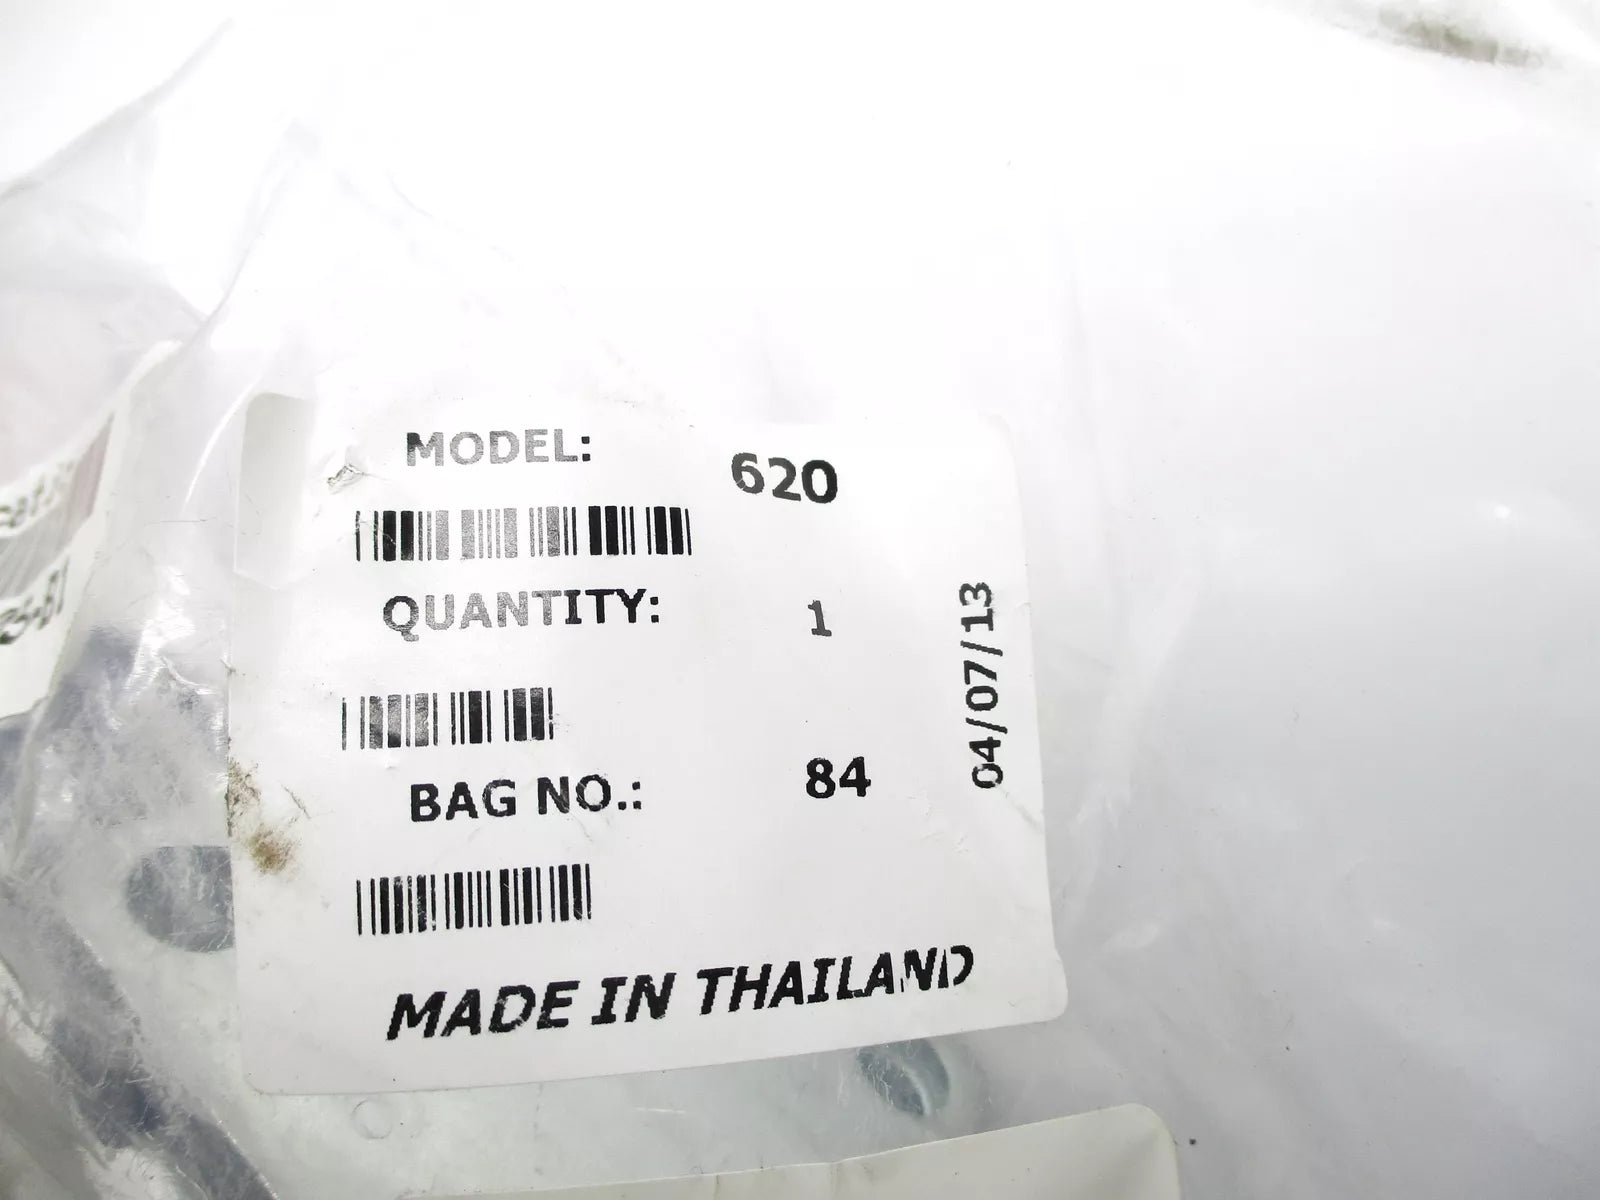 MODEL: 620
QUANTITY: 1
BAG NO.: 84
04/07/13
MADE IN THAILAND